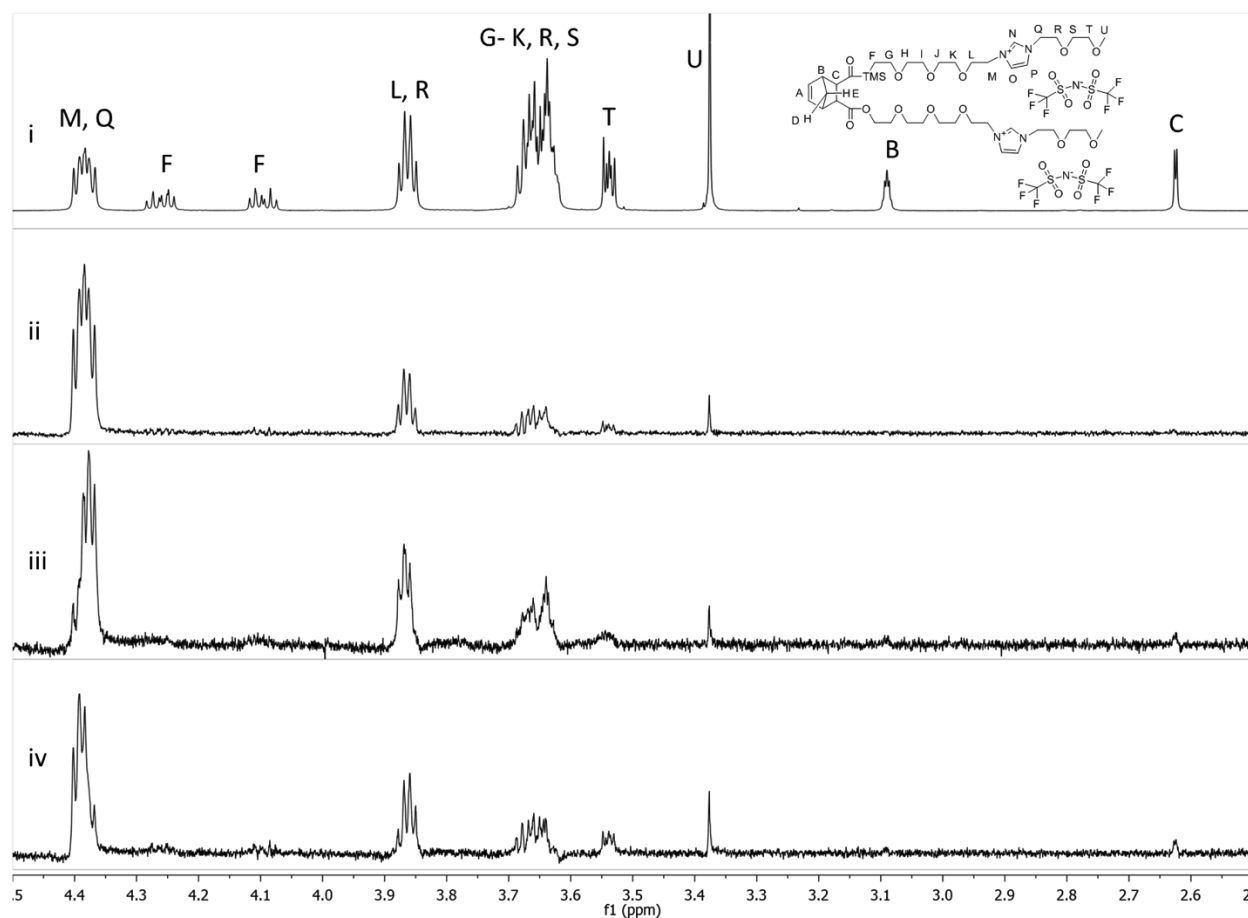 G- K, R, S
U
Q R S T U
N
F H I J K L
G
O O O N N+ O O
B O M O P
C TMS
A H E
D H O O O O O N+ N O O
O
O O N- O O
F S S F
F F F F
M, Q
L, R
T
F F
B
C
i
O O N- O O
F S S F
F F F F
ii
iii
iv
.5 4.4 4.3 4.2 4.1 4.0 3.9 3.8 3.7 3.6 3.5 3.4 3.3 3.2 3.1 3.0 2.9 2.8 2.7 2.6 2.
f1 (ppm)